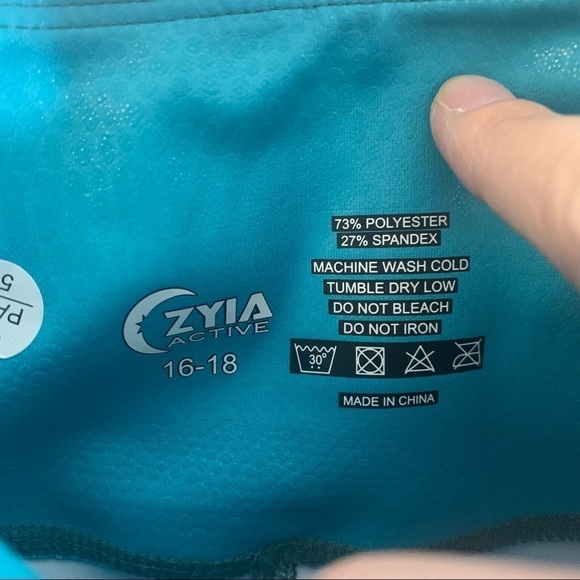 73% POLYESTER
27% SPANDEX
MACHINE WASH COLD
TUMBLE DRY LOW
DO NOT BLEACH
DO NOT IRON
30°
MADE IN CHINA
ZYIA
ACTIVE
16-18
5